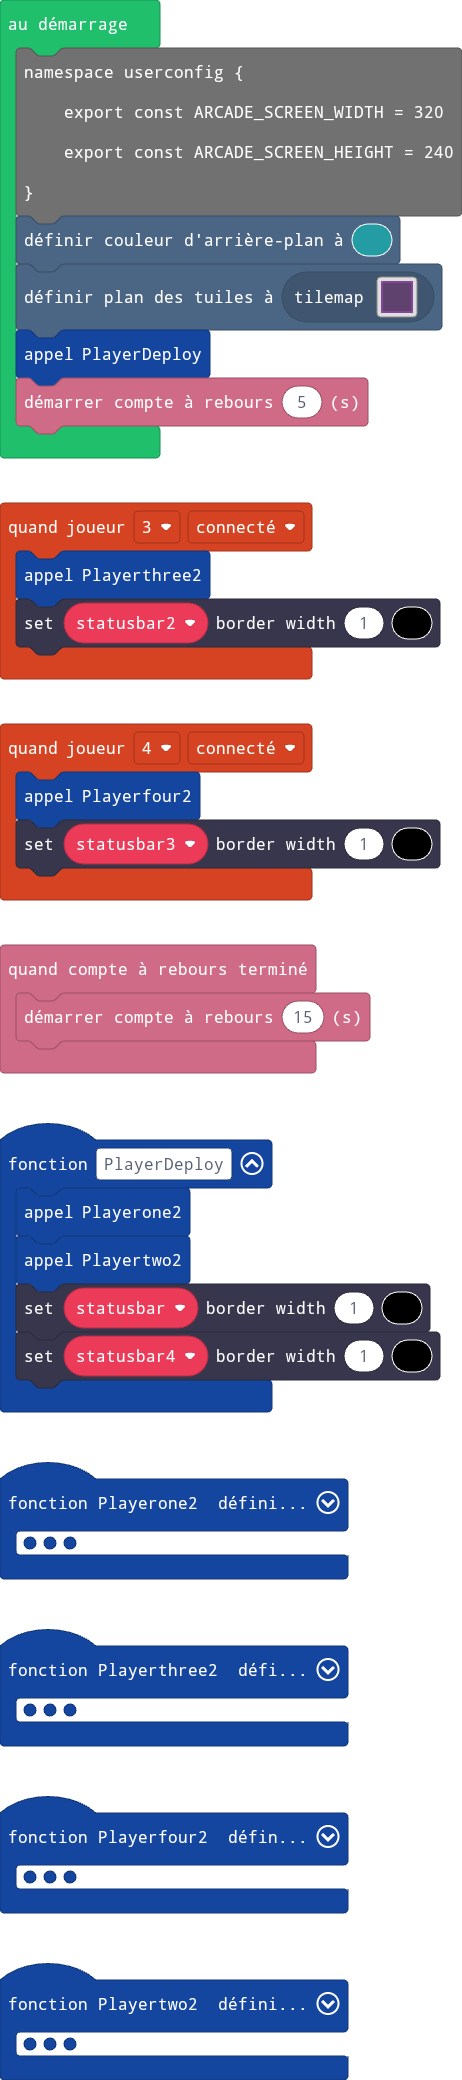 au démarrage
namespace userconfig {
export const ARCADE_SCREEN_WIDTH = 320
export const ARCADE_SCREEN_HEIGHT = 240
}
définir couleur d'arrière-plan à
définir plan des tuiles à tilemap
appel PlayerDeploy
démarrer compte à rebours 5 (s)
quand joueur 3 connecté
appel Playerthree2
set statusbar2 border width 1
quand joueur 4 connecté
appel Playerfour2
set statusbar3 border width 1
quand compte à rebours terminé
démarrer compte à rebours 15 (s)
fonction PlayerDeploy
appel Playerone2
appel Playertwo2
set statusbar border width 1
set statusbar4 border width 1
fonction Playerone2 défini...
fonction Playerthree2 défi...
fonction Playerfour2 défin...
fonction Playertwo2 défini...